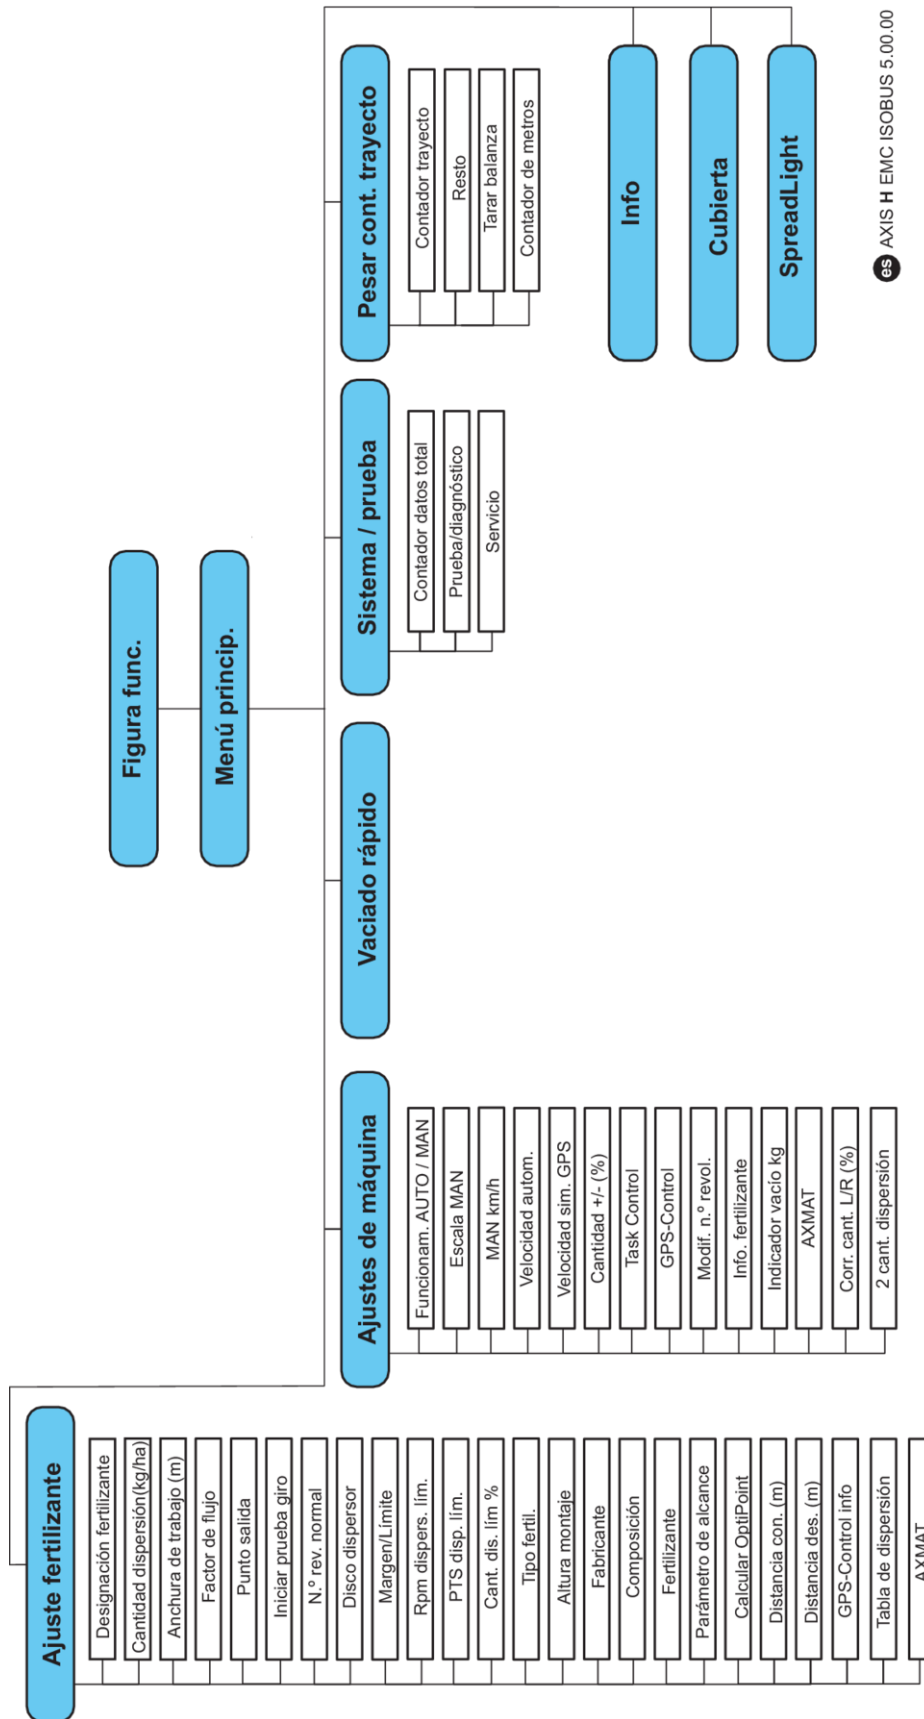 Figura func.
Menú princip.
Ajuste fertilizante
Designación fertilizante
Cantidad dispersión(kg/ha)
Anchura de trabajo (m)
Factor de flujo
Punto salida
Iniciar prueba giro
N.º rev. normal
Disco dispersor
Margen/Límite
Rpm dispers. lím.
PTS disp. lím.
Cant. dis. lím %
Tipo fertil.
Altura montaje
Fabricante
Composición
Fertilizante
Parámetro de alcance
Calcular OptiPoint
Distancia con. (m)
Distancia des. (m)
GPS-Control info
Tabla de dispersión
AXMAT
Ajustes de máquina
Funcionam. AUTO / MAN
Escala MAN
MAN km/h
Velocidad autom.
Velocidad sim. GPS
Cantidad +/- (%)
Task Control
GPS-Control
Modif. n.º revol.
Info. fertilizante
Indicador vacío kg
AXMAT
Corr. cant. L/R (%)
2 cant. dispersión
Vaciado rápido
Sistema / prueba
Contador datos total
Prueba/diagnóstico
Servicio
Pesar cont. trayecto
Contador trayecto
Resto
Tarar balanza
Contador de metros
Info
Cubierta
SpreadLight
es AXIS H EMC ISOBUS 5.00.00